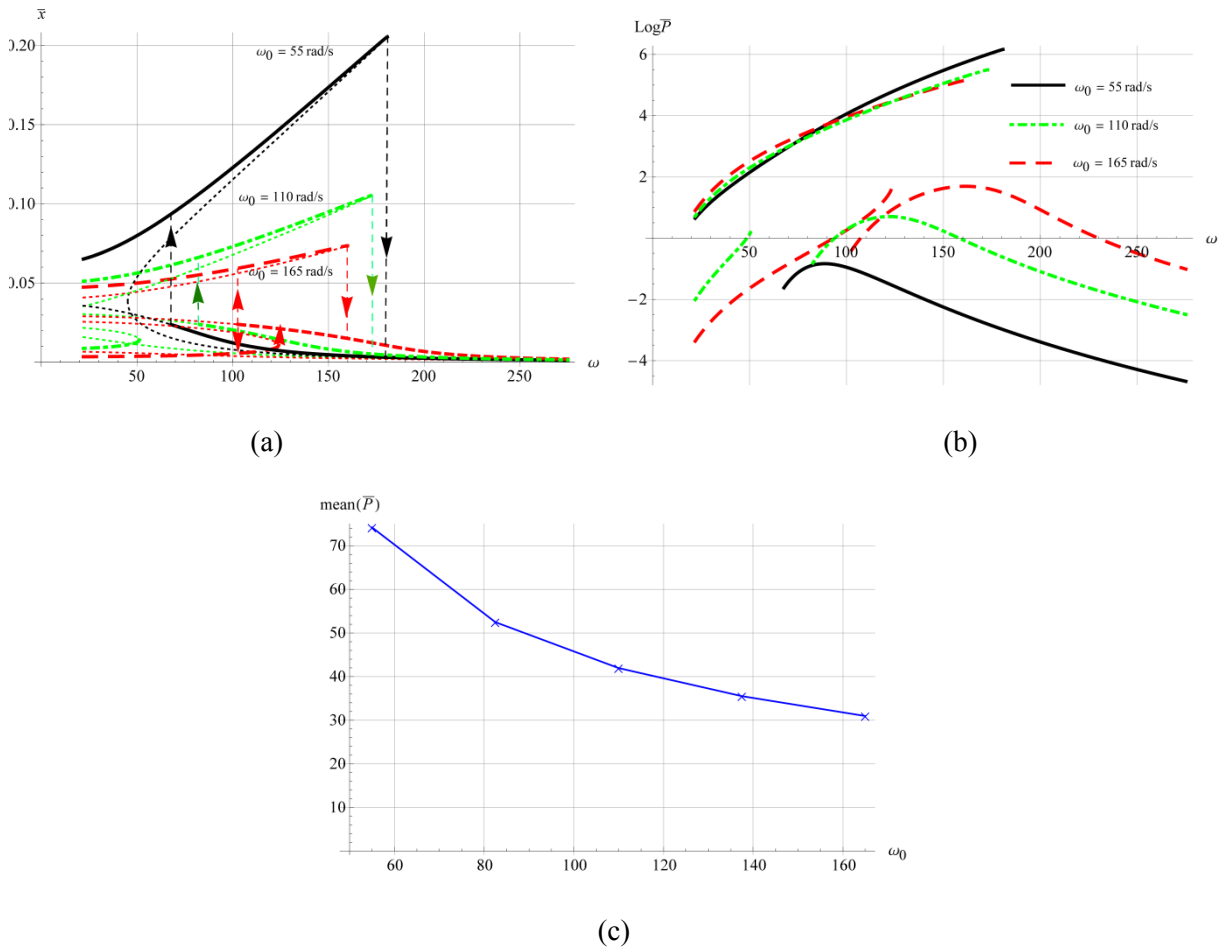 x̅
0.20
ω₀ = 55 rad/s
0.15
0.10
ω₀ = 110 rad/s
0.05
ω₀ = 165 rad/s
50 100 150 200 250 ω
(a)
LogP̅
6
ω₀ = 55 rad/s
4
ω₀ = 110 rad/s
2
ω₀ = 165 rad/s
50 100 150 200 250 ω
−2
−4
(b)
mean(P̅)
70
60
50
40
30
20
10
60 80 100 120 140 160 ω₀
(c)